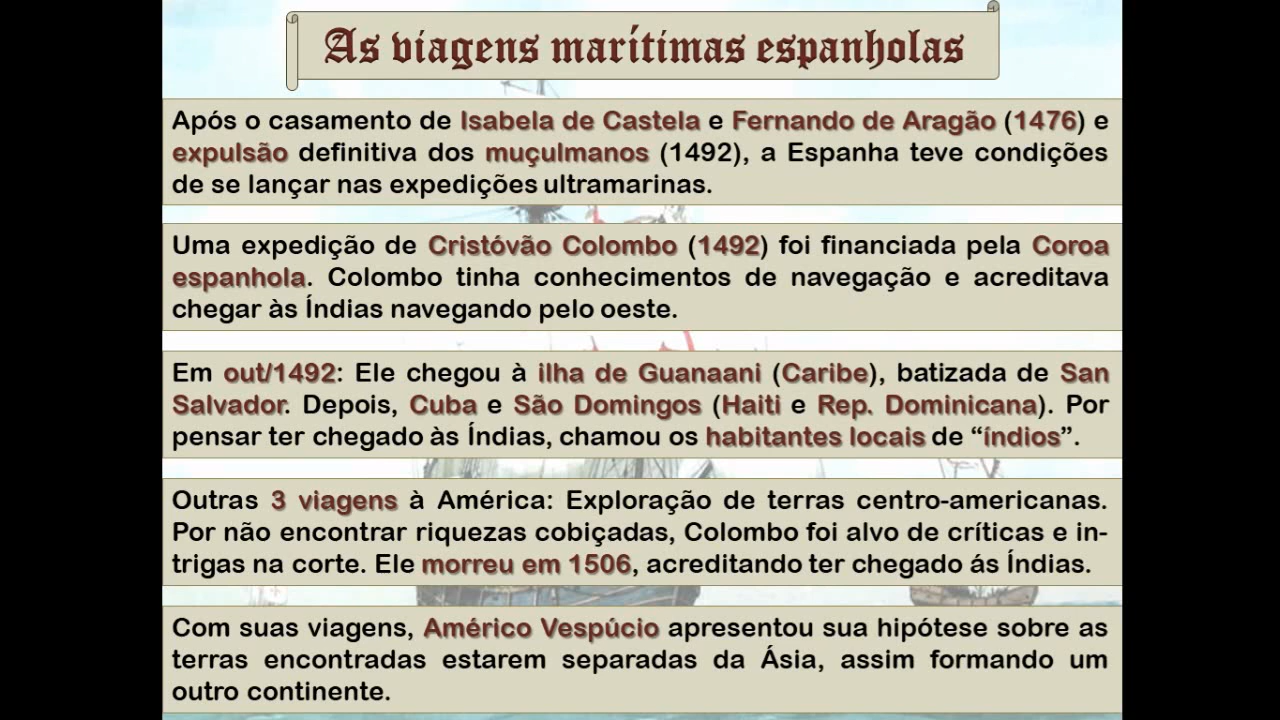 As viagens marítimas espanholas
Após o casamento de Isabela de Castela e Fernando de Aragão (1476) e
expulsão definitiva dos muçulmanos (1492), a Espanha teve condições
de se lançar nas expedições ultramarinas.
Uma expedição de Cristóvão Colombo (1492) foi financiada pela Coroa
espanhola. Colombo tinha conhecimentos de navegação e acreditava
chegar às Índias navegando pelo oeste.
Em out/1492: Ele chegou à ilha de Guanaani (Caribe), batizada de San
Salvador. Depois, Cuba e São Domingos (Haiti e Rep. Dominicana). Por
pensar ter chegado às Índias, chamou os habitantes locais de “índios”.
Outras 3 viagens à América: Exploração de terras centro-americanas.
Por não encontrar riquezas cobiçadas, Colombo foi alvo de críticas e in-
trigas na corte. Ele morreu em 1506, acreditando ter chegado ás Índias.
Com suas viagens, Américo Vespúcio apresentou sua hipótese sobre as
terras encontradas estarem separadas da Ásia, assim formando um
outro continente.